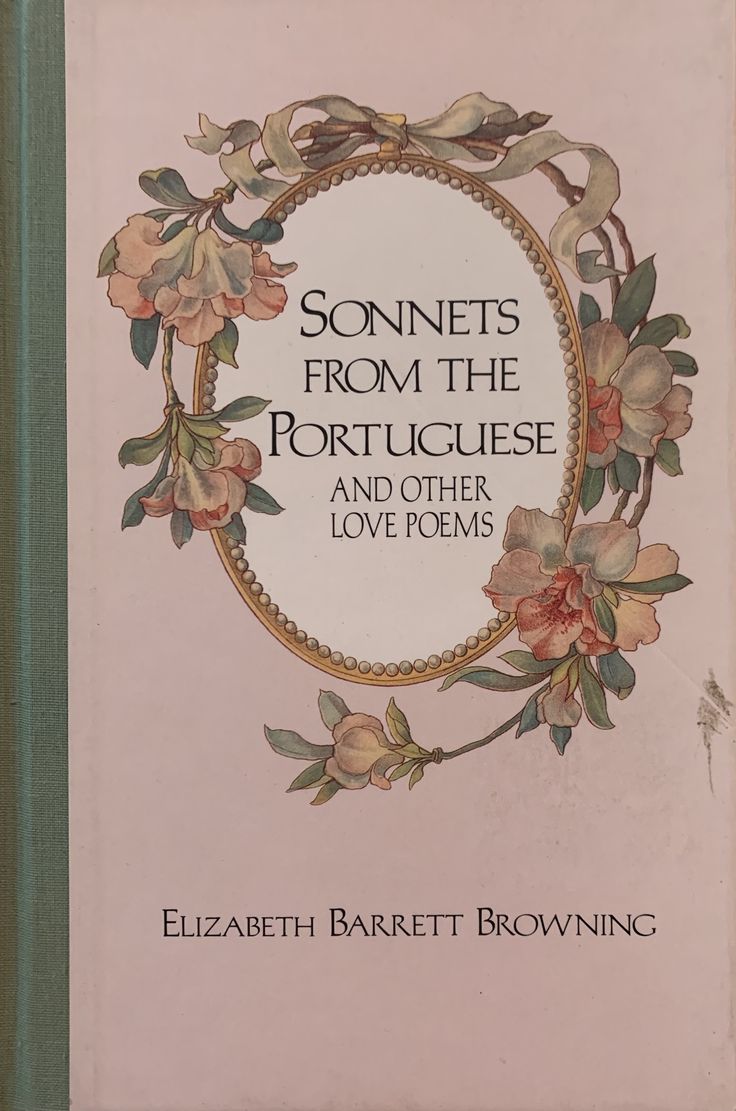 SONNETS
FROM THE
PORTUGUESE
AND OTHER
LOVE POEMS
ELIZABETH BARRETT BROWNING